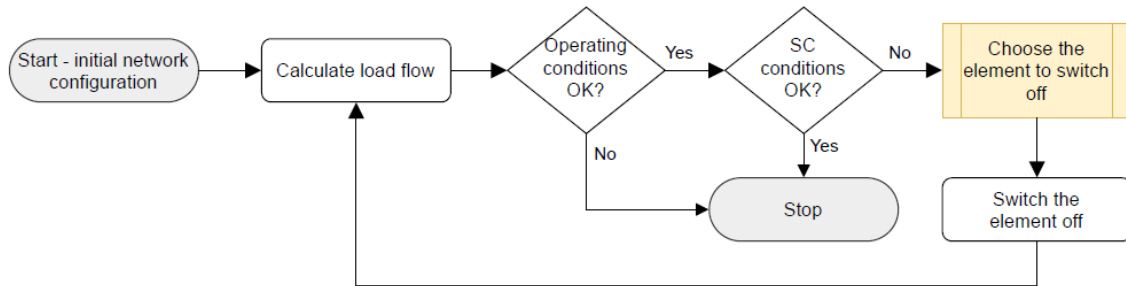 Start - initial network
configuration
Calculate load flow
Operating
conditions
OK?
Yes
No
SC
conditions
OK?
No
Yes
Choose the
element to switch
off
Stop
Switch the
element off